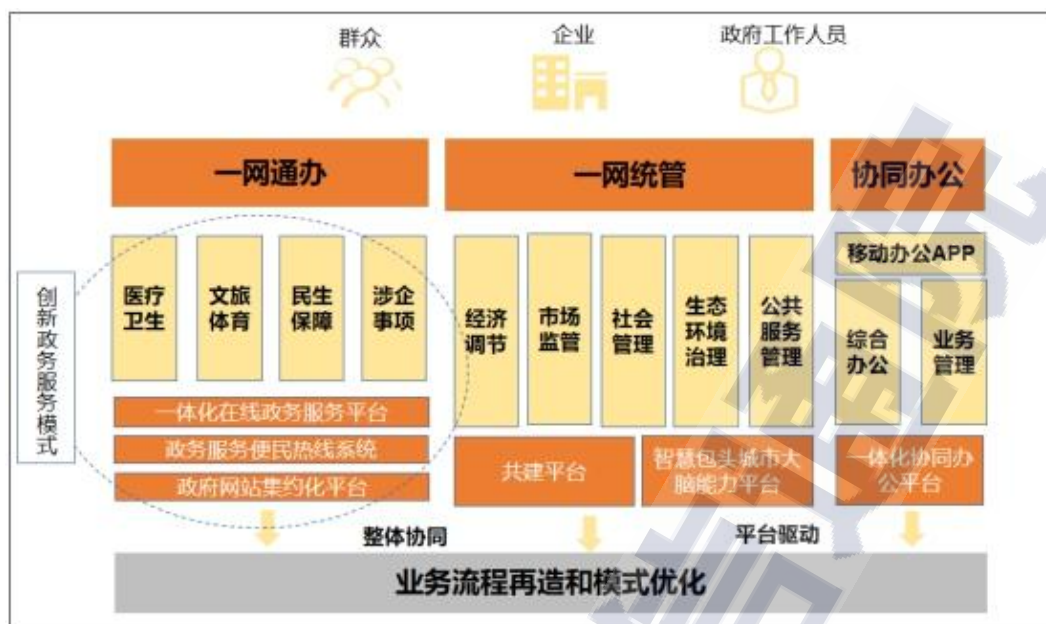 群众
企业
政府工作人员
一网通办
一网统管
协同办公
创新政务服务模式
医疗
卫生
文旅
体育
民生
保障
涉企
事项
经济
调节
市场
监管
社会
管理
生态
环境
治理
公共
服务
管理
移动办公APP
综合
办公
业务
管理
一体化在线政务服务平台
政务服务便民热线系统
政府网站集约化平台
共建平台
智慧包头城市大
脑能力平台
一体化协同办
公平台
整体协同
平台驱动
业务流程再造和模式优化